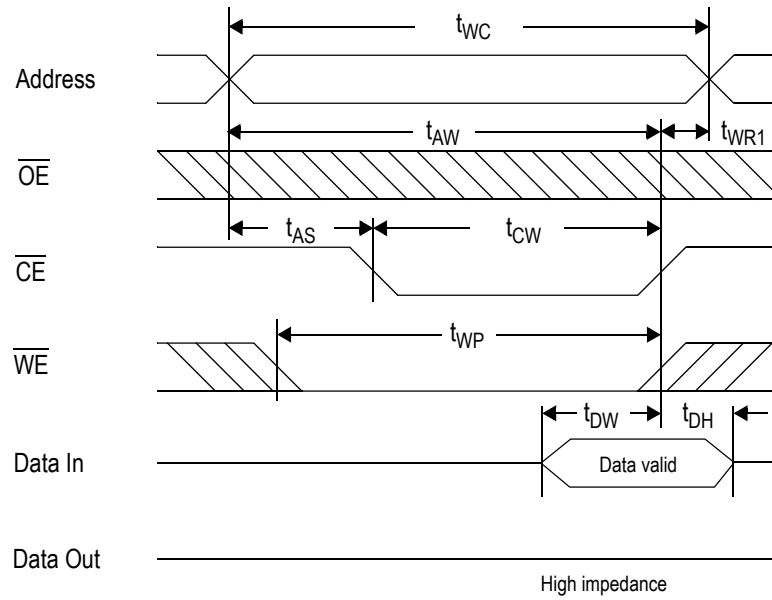 tWC
Address
tAW
tWR1
OE
tAS
tCW
CE
tWP
WE
tDW
tDH
Data In
Data valid
Data Out
High impedance